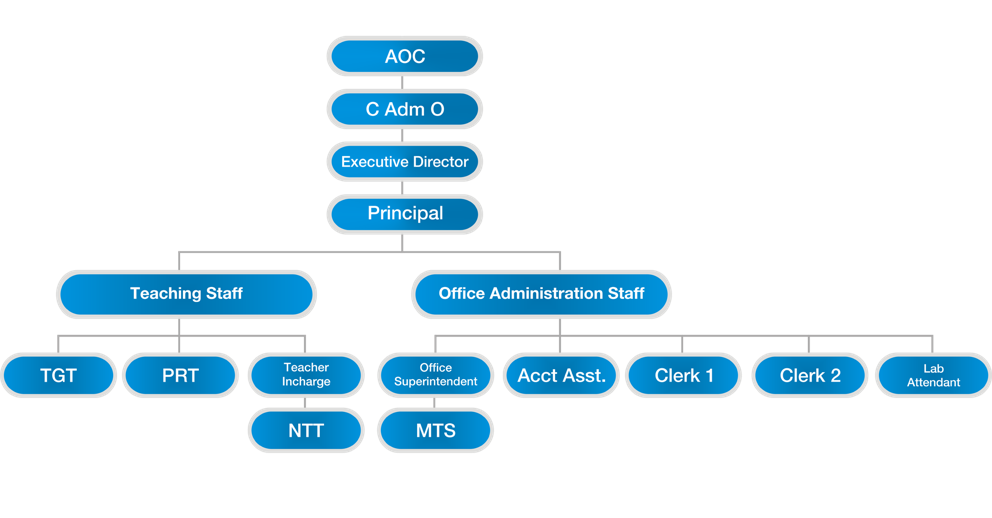 AOC
C Adm O
Executive Director
Principal
Teaching Staff
Office Administration Staff
TGT
PRT
Teacher
Incharge
Office
Superintendent
Acct Asst.
Clerk 1
Clerk 2
Lab
Attendant
NTT
MTS